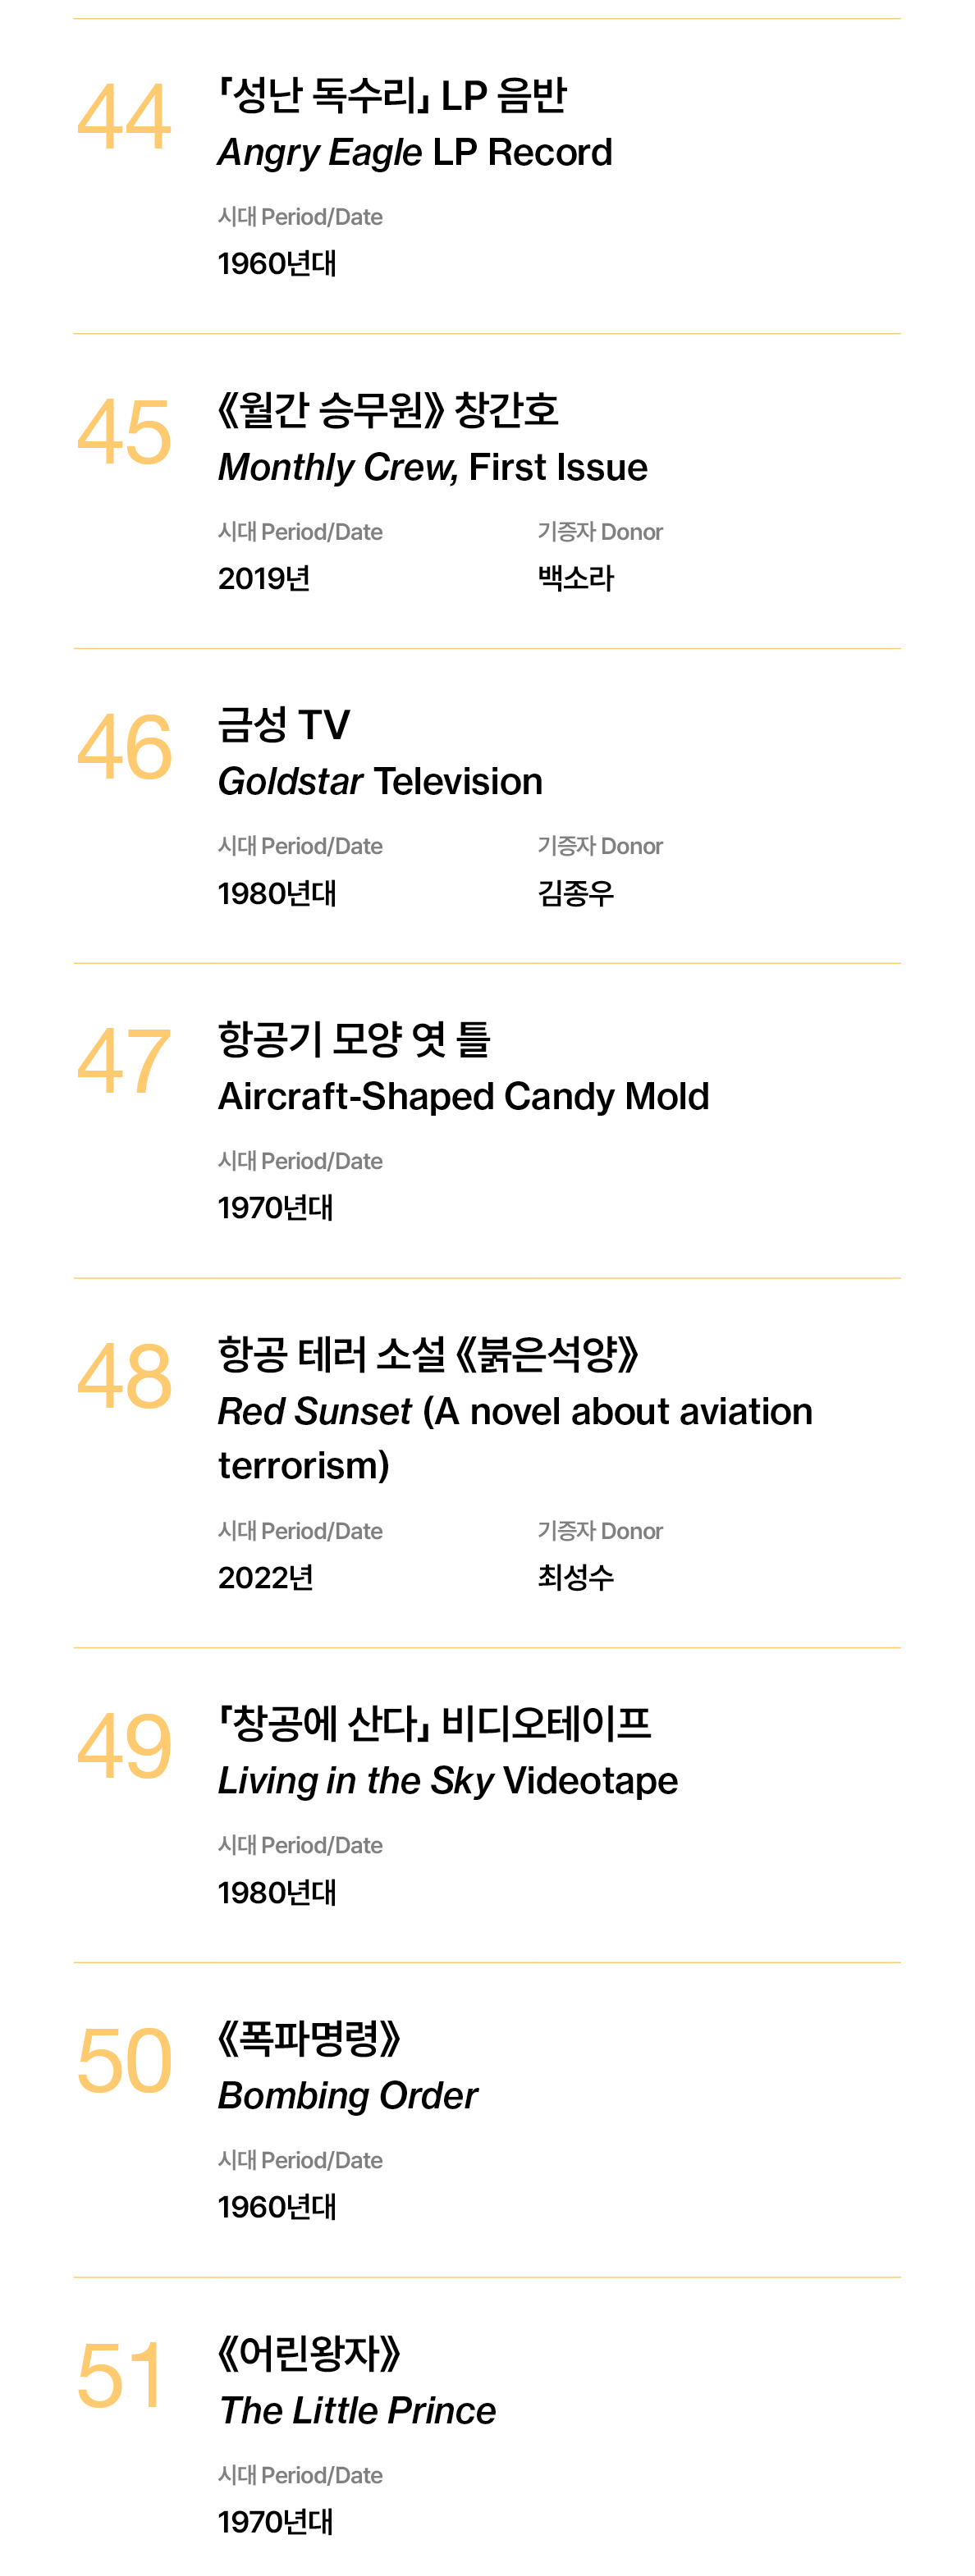 44
「성난 독수리」 LP 음반
Angry Eagle LP Record
시대 Period/Date
1960년대
45
《월간 승무원》 창간호
Monthly Crew, First Issue
시대 Period/Date 기증자 Donor
2019년 백소라
46
금성 TV
Goldstar Television
시대 Period/Date 기증자 Donor
1980년대 김종우
47
항공기 모양 엿 틀
Aircraft-Shaped Candy Mold
시대 Period/Date
1970년대
48
항공 테러 소설 《붉은석양》
Red Sunset (A novel about aviation
terrorism)
시대 Period/Date 기증자 Donor
2022년 최성수
49
「창공에 산다」 비디오테이프
Living in the Sky Videotape
시대 Period/Date
1980년대
50
《폭파명령》
Bombing Order
시대 Period/Date
1960년대
51
《어린왕자》
The Little Prince
시대 Period/Date
1970년대